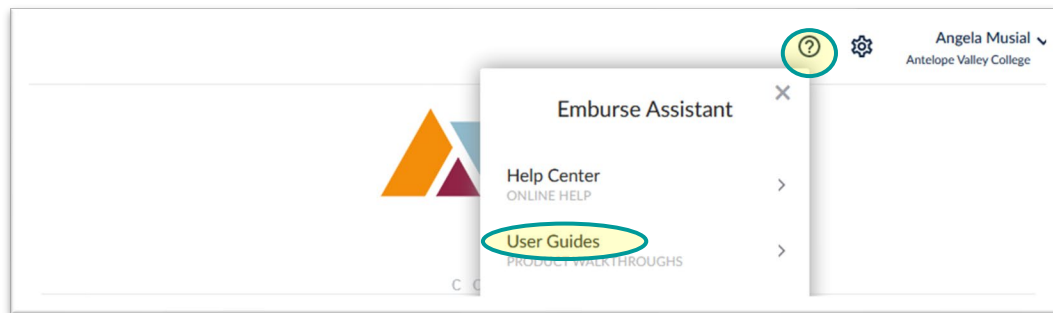 Angela Musial
Antelope Valley College
Emburse Assistant
Help Center
ONLINE HELP
User Guides
PRODUCT WALKTHROUGHS
C